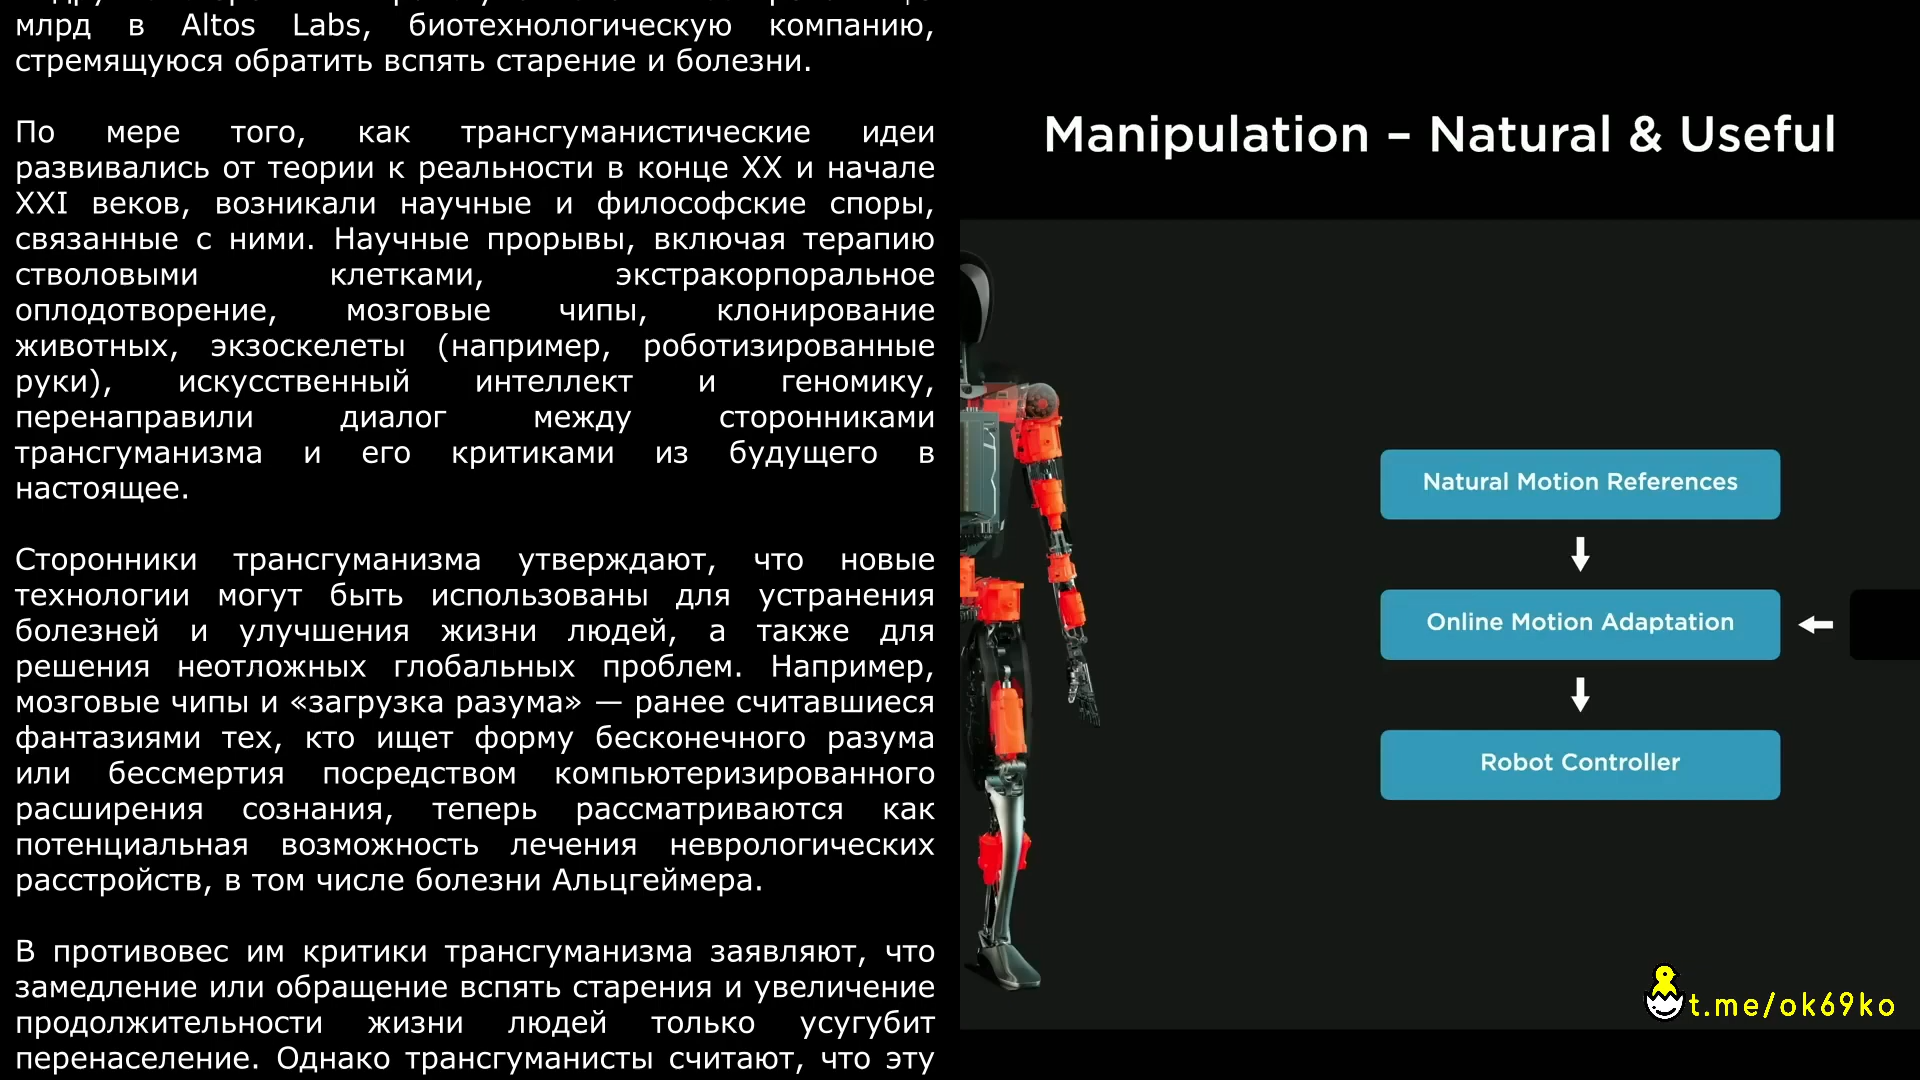 млрд в Altos Labs, биотехнологическую компанию,
стремящуюся обратить вспять старение и болезни.
По мере того, как трансгуманистические идеи
развивались от теории к реальности в конце XX и начале
XXI веков, возникали научные и философские споры,
связанные с ними. Научные прорывы, включая терапию
стволовыми клетками, экстракорпоральное
оплодотворение, мозговые чипы, клонирование
животных, экзоскелеты (например, роботизированные
руки), искусственный интеллект и геномику,
перенаправили диалог между сторонниками
трансгуманизма и его критиками из будущего в
настоящее.
Сторонники трансгуманизма утверждают, что новые
технологии могут быть использованы для устранения
болезней и улучшения жизни людей, а также для
решения неотложных глобальных проблем. Например,
мозговые чипы и «загрузка разума» — ранее считавшиеся
фантазиями тех, кто ищет форму бесконечного разума
или бессмертия посредством компьютеризированного
расширения сознания, теперь рассматриваются как
потенциальная возможность лечения неврологических
расстройств, в том числе болезни Альцгеймера.
В противовес им критики трансгуманизма заявляют, что
замедление или обращение вспять старения и увеличение
продолжительности жизни людей только усугубит
перенаселение. Однако трансгуманисты считают, что эту
Manipulation – Natural & Useful
Natural Motion References
Online Motion Adaptation
Robot Controller
t.me/ok69ko